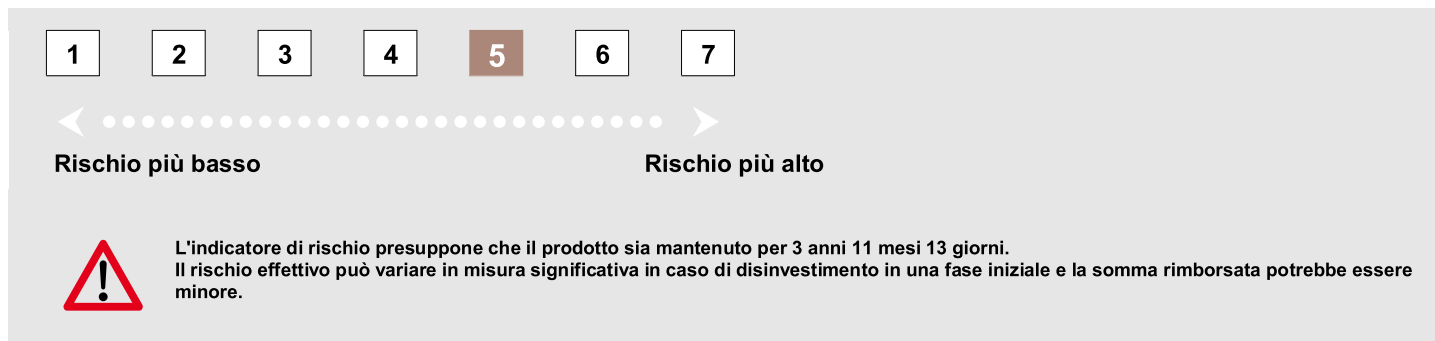 1 2 3 4 5 6 7
Rischio più basso Rischio più alto
L'indicatore di rischio presuppone che il prodotto sia mantenuto per 3 anni 11 mesi 13 giorni.
Il rischio effettivo può variare in misura significativa in caso di disinvestimento in una fase iniziale e la somma rimborsata potrebbe essere
minore.